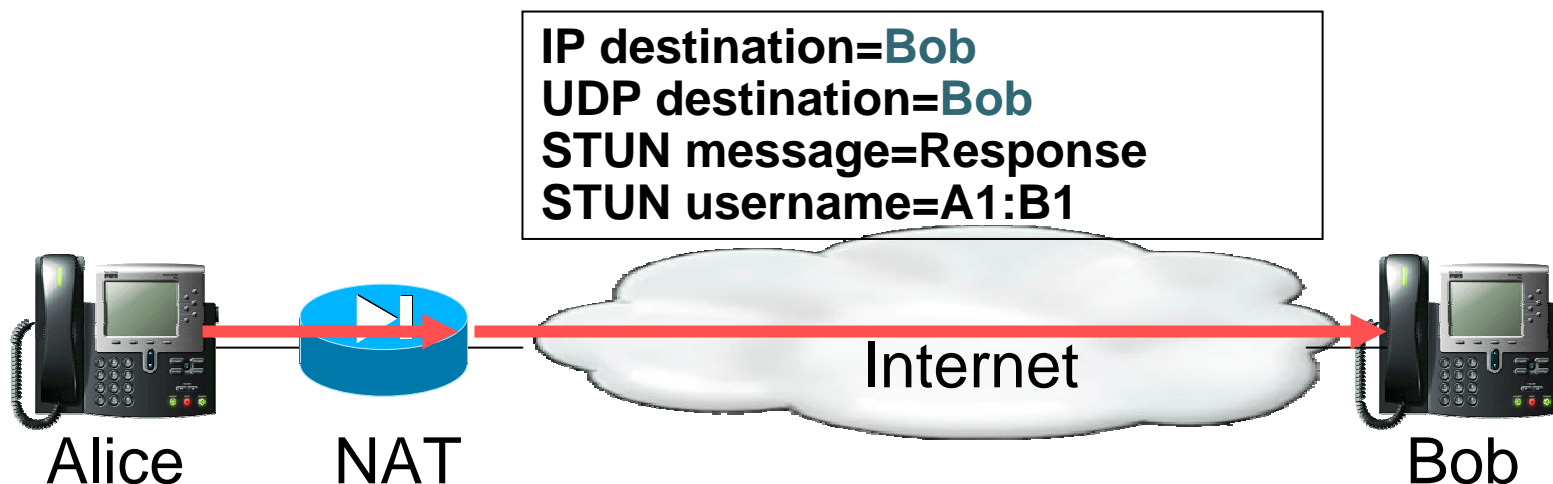 IP destination=Bob
UDP destination=Bob
STUN message=Response
STUN username=A1:B1
Internet
Alice
NAT
Bob